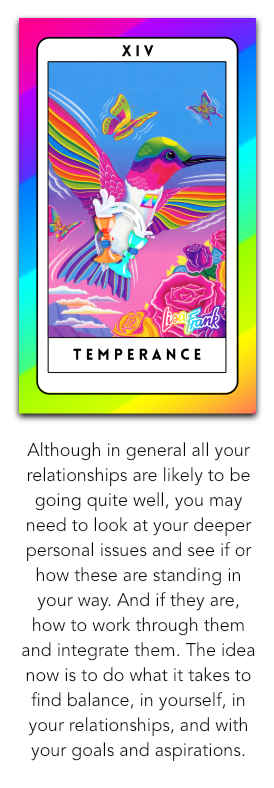 XIV
Lisa Frank
TEMPERANCE
Although in general all your
relationships are likely to be
going quite well, you may
need to look at your deeper
personal issues and see if or
how these are standing in
your way. And if they are,
how to work through them
and integrate them. The idea
now is to do what it takes to
find balance, in yourself, in
your relationships, and with
your goals and aspirations.